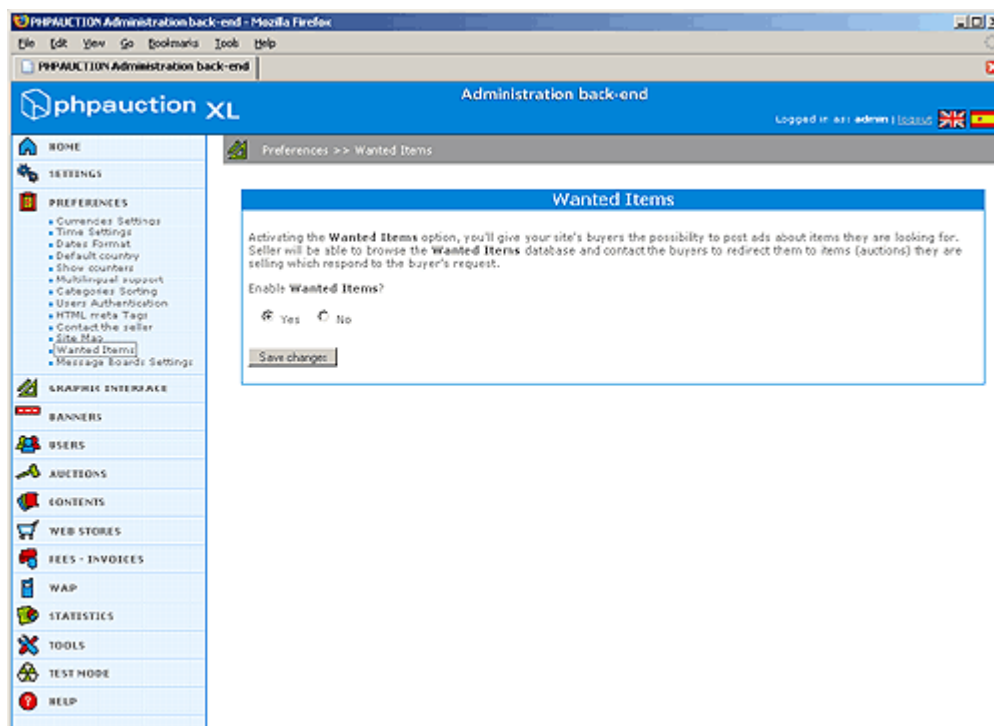 PHPAUCTION Administration back-end - Mozilla Firefox
File Edit View Go Bookmarks Tools Help
PHPAUCTION Administration back-end
phpauction XL
Administration back-end
Logged in as: admin | logout
HOME
SETTINGS
PREFERENCES
Currencies Settings
Time Settings
Dates Format
Default country
Show counters
Multilingual support
Categories Sorting
Users Authentication
HTML meta Tags
Contact the seller
Site Map
Wanted Items
Message Boards Settings
GRAPHIC INTERFACE
BANNERS
USERS
AUCTIONS
CONTENTS
WEB STORES
FEES - INVOICES
WAP
STATISTICS
TOOLS
TEST MODE
HELP
Preferences >> Wanted Items
Wanted Items
Activating the Wanted Items option, you'll give your site's buyers the possibilty to post ads about items they are looking for.
Seller will be able to browse the Wanted Items database and contact the buyers to redirect them to items (auctions) they are
selling which respond to the buyer's request.
Enable Wanted Items?
Yes No
Save changes